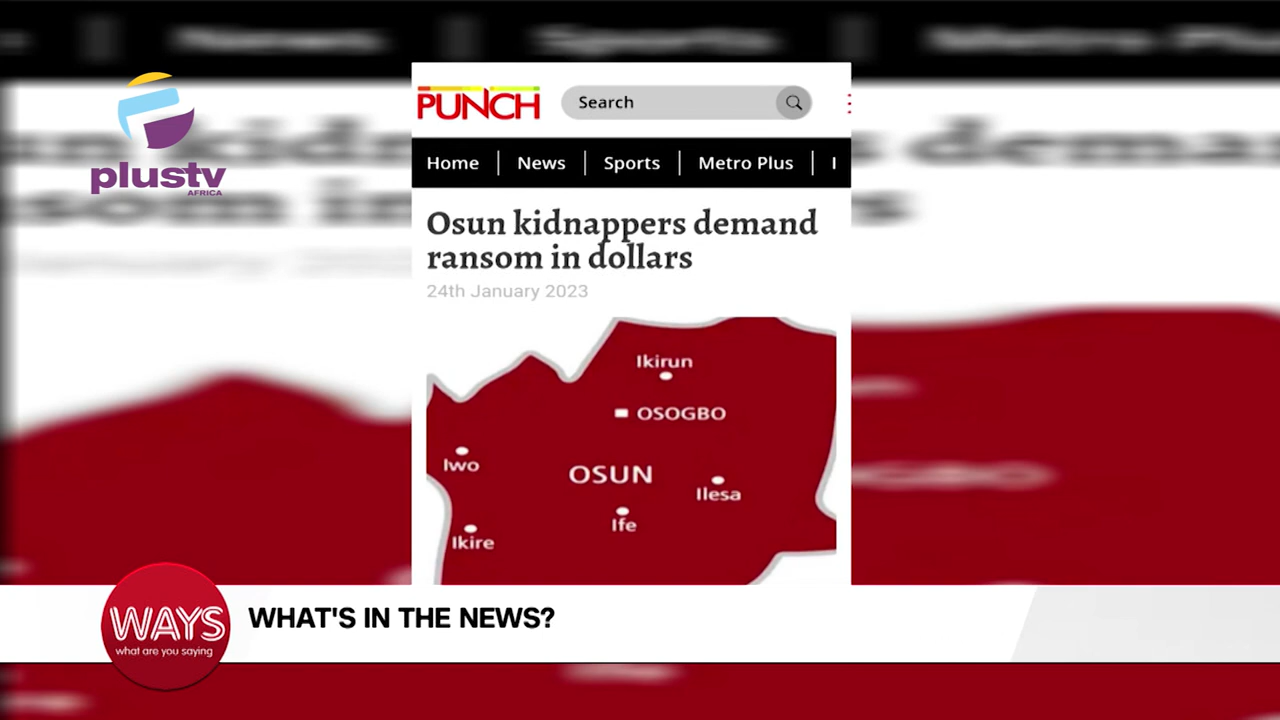 plustv
AFRICA
PUNCH
Search
Home
News
Sports
Metro Plus
Osun kidnappers demand
ransom in dollars
24th January 2023
Ikirun
OSOGBO
Iwo
OSUN
Ilesa
Ife
Ikire
WAYS
what are you saying
WHAT'S IN THE NEWS?